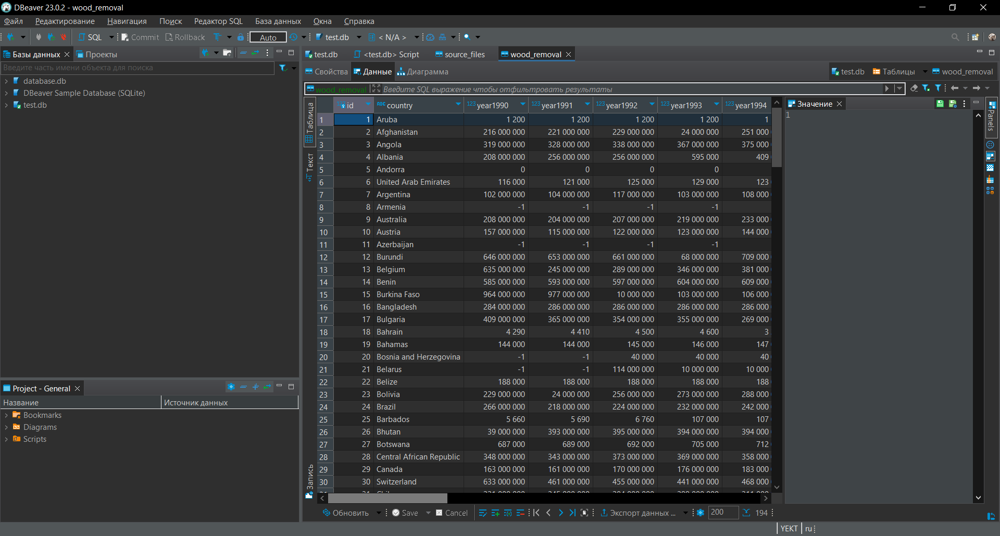 DBeaver 23.0.2 - wood_removal
Файл Редактирование Навигация Поиск Редактор SQL База данных Окна Справка
SQL Commit Rollback Auto test.db < N/A >
Базы данных Проекты
Введите часть имени объекта для поиска
database.db
DBeaver Sample Database (SQLite)
test.db
Project - General
Название Источник данных
Bookmarks
Diagrams
Scripts
test.db <test.db> Script source_files wood_removal
Свойства Данные Диаграмма test.db Таблицы wood_removal
wood_removal Введите SQL выражение чтобы отфильтровать результаты
Таблица
Текст
Запись
123 id ABC country 123 year1990 123 year1991 123 year1992 123 year1993 123 year1994
1 1 Aruba 1 200 1 200 1 200 1 200 1
2 2 Afghanistan 216 000 000 221 000 000 229 000 000 24 000 000 251 000
3 3 Angola 319 000 000 328 000 000 338 000 000 367 000 000 375 000
4 4 Albania 208 000 000 256 000 000 256 000 000 595 000 409
5 5 Andorra 0 0 0 0
6 6 United Arab Emirates 116 000 121 000 125 000 129 000 123
7 7 Argentina 102 000 000 104 000 000 117 000 000 103 000 000 108 000
8 8 Armenia -1 -1 -1 -1
9 9 Australia 208 000 000 204 000 000 207 000 000 219 000 000 233 000
10 10 Austria 157 000 000 115 000 000 122 000 000 123 000 000 144 000
11 11 Azerbaijan -1 -1 -1 -1
12 12 Burundi 646 000 000 653 000 000 661 000 000 68 000 000 709 000
13 13 Belgium 635 000 000 245 000 000 289 000 000 346 000 000 381 000
14 14 Benin 585 000 000 593 000 000 597 000 000 604 000 000 609 000
15 15 Burkina Faso 964 000 000 977 000 000 10 000 000 103 000 000 106 000
16 16 Bangladesh 284 000 000 286 000 000 286 000 000 286 000 000 286 000
17 17 Bulgaria 409 000 000 365 000 000 354 000 000 355 000 000 269 000
18 18 Bahrain 4 290 4 410 4 500 4 600 3
19 19 Bahamas 144 000 144 000 145 000 146 000 147
20 20 Bosnia and Herzegovina -1 -1 40 000 40 000 40
21 21 Belarus -1 -1 114 000 000 10 000 000 10 000
22 22 Belize 188 000 188 000 188 000 188 000 188
23 23 Bolivia 229 000 000 24 000 000 256 000 000 273 000 000 288 000
24 24 Brazil 266 000 000 218 000 000 224 000 000 232 000 000 242 000
25 25 Barbados 5 660 5 690 6 760 107 000 107
26 26 Bhutan 39 000 000 393 000 000 395 000 000 394 000 000 394 000
27 27 Botswana 687 000 689 000 692 000 705 000 712
28 28 Central African Republic 348 000 000 343 000 000 373 000 000 369 000 000 358 000
29 29 Canada 163 000 000 161 000 000 170 000 000 176 000 000 183 000
30 30 Switzerland 633 000 000 461 000 000 455 000 000 441 000 000 468 000
Значение
1
Panels
Обновить Save Cancel Экспорт данных ... 200 194
YEKT ru